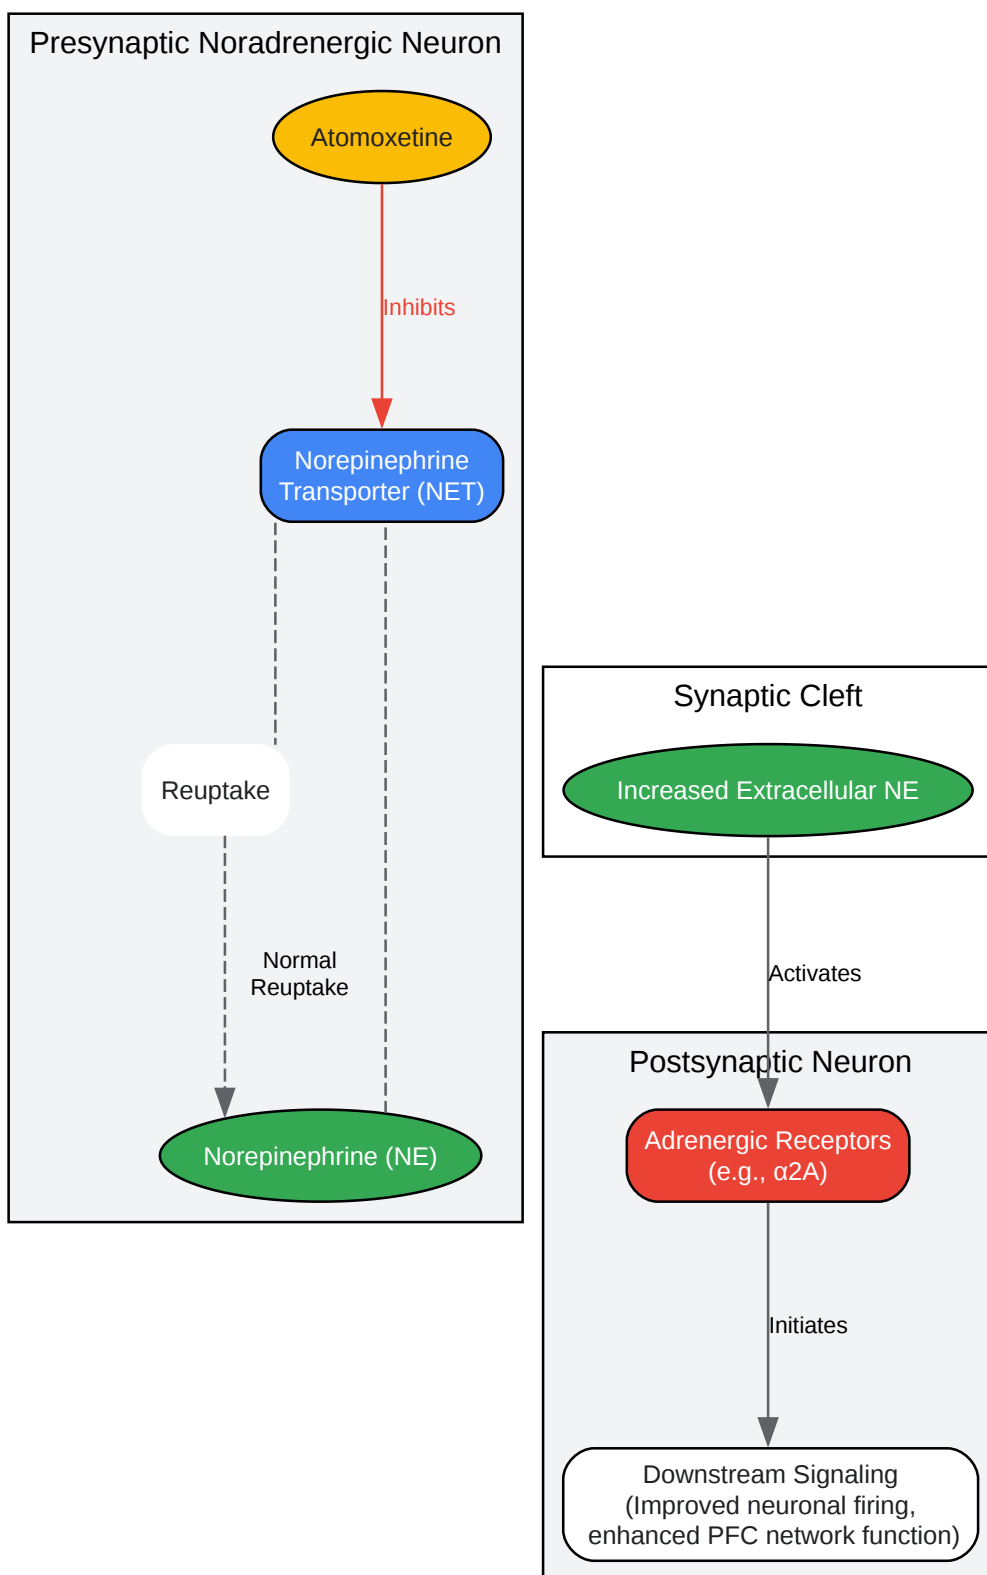 Presynaptic Noradrenergic Neuron
Atomoxetine
Inhibits
Norepinephrine
Transporter (NET)
Reuptake
Normal
Reuptake
Norepinephrine (NE)
Synaptic Cleft
Increased Extracellular NE
Activates
Postsynaptic Neuron
Adrenergic Receptors
(e.g., α2A)
Initiates
Downstream Signaling
(Improved neuronal firing,
enhanced PFC network function)